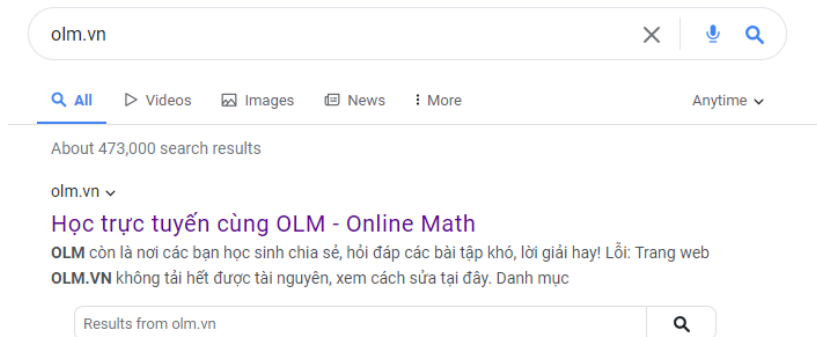 olm.vn
All Videos Images News More Anytime
About 473,000 search results
olm.vn
Học trực tuyến cùng OLM - Online Math
OLM còn là nơi các bạn học sinh chia sẻ, hỏi đáp các bài tập khó, lời giải hay! Lỗi: Trang web
OLM.VN không tải hết được tài nguyên, xem cách sửa tại đây. Danh mục
Results from olm.vn